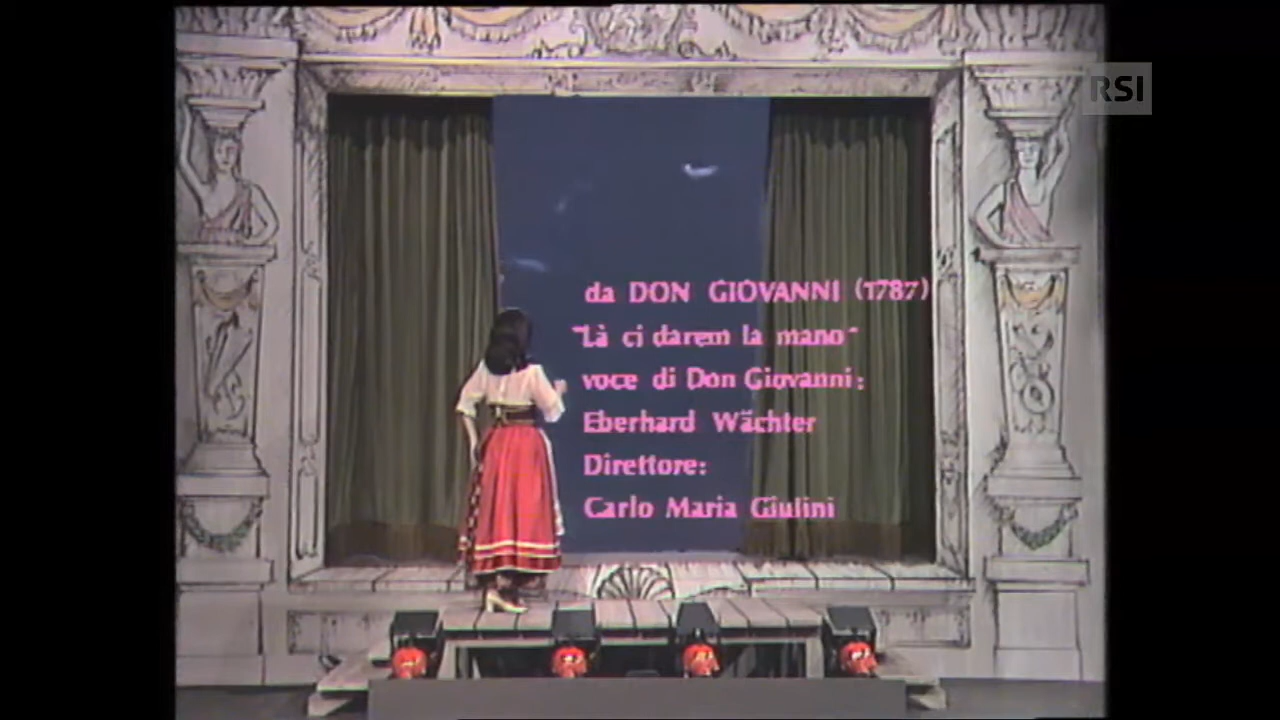 RSI
da DON GIOVANNI (1787)
"Là ci darem la mano"
voce di Don Giovanni:
Eberhard Wächter
Direttore:
Carlo Maria Giulini